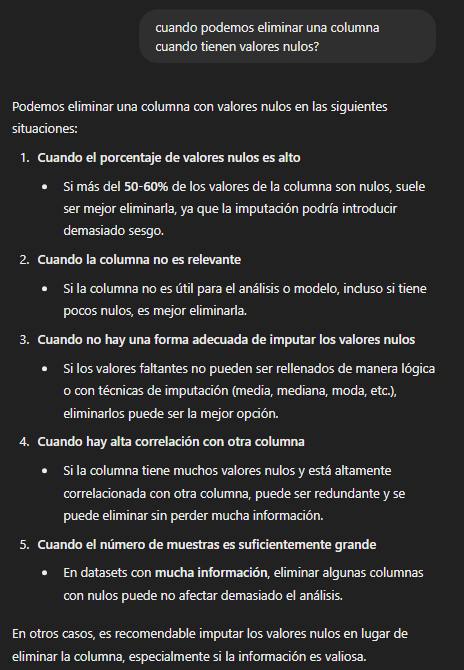 cuando podemos eliminar una columna
cuando tienen valores nulos?
Podemos eliminar una columna con valores nulos en las siguientes
situaciones:
1. Cuando el porcentaje de valores nulos es alto
• Si más del 50-60% de los valores de la columna son nulos, suele
ser mejor eliminarla, ya que la imputación podría introducir
demasiado sesgo.
2. Cuando la columna no es relevante
• Si la columna no es útil para el análisis o modelo, incluso si tiene
pocos nulos, es mejor eliminarla.
3. Cuando no hay una forma adecuada de imputar los valores nulos
• Si los valores faltantes no pueden ser rellenados de manera lógica
o con técnicas de imputación (media, mediana, moda, etc.),
eliminarlos puede ser la mejor opción.
4. Cuando hay alta correlación con otra columna
• Si la columna tiene muchos valores nulos y está altamente
correlacionada con otra columna, puede ser redundante y se
puede eliminar sin perder mucha información.
5. Cuando el número de muestras es suficientemente grande
• En datasets con mucha información, eliminar algunas columnas
con nulos puede no afectar demasiado el análisis.
En otros casos, es recomendable imputar los valores nulos en lugar de
eliminar la columna, especialmente si la información es valiosa.